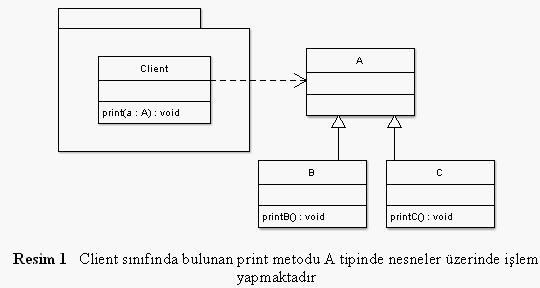 Client
A
print(a : A) : void
B
C
printB() : void
printC() : void
Resim 1 Client sınıfında bulunan print metodu A tipinde nesneler üzerinde işlem
yapmaktadır